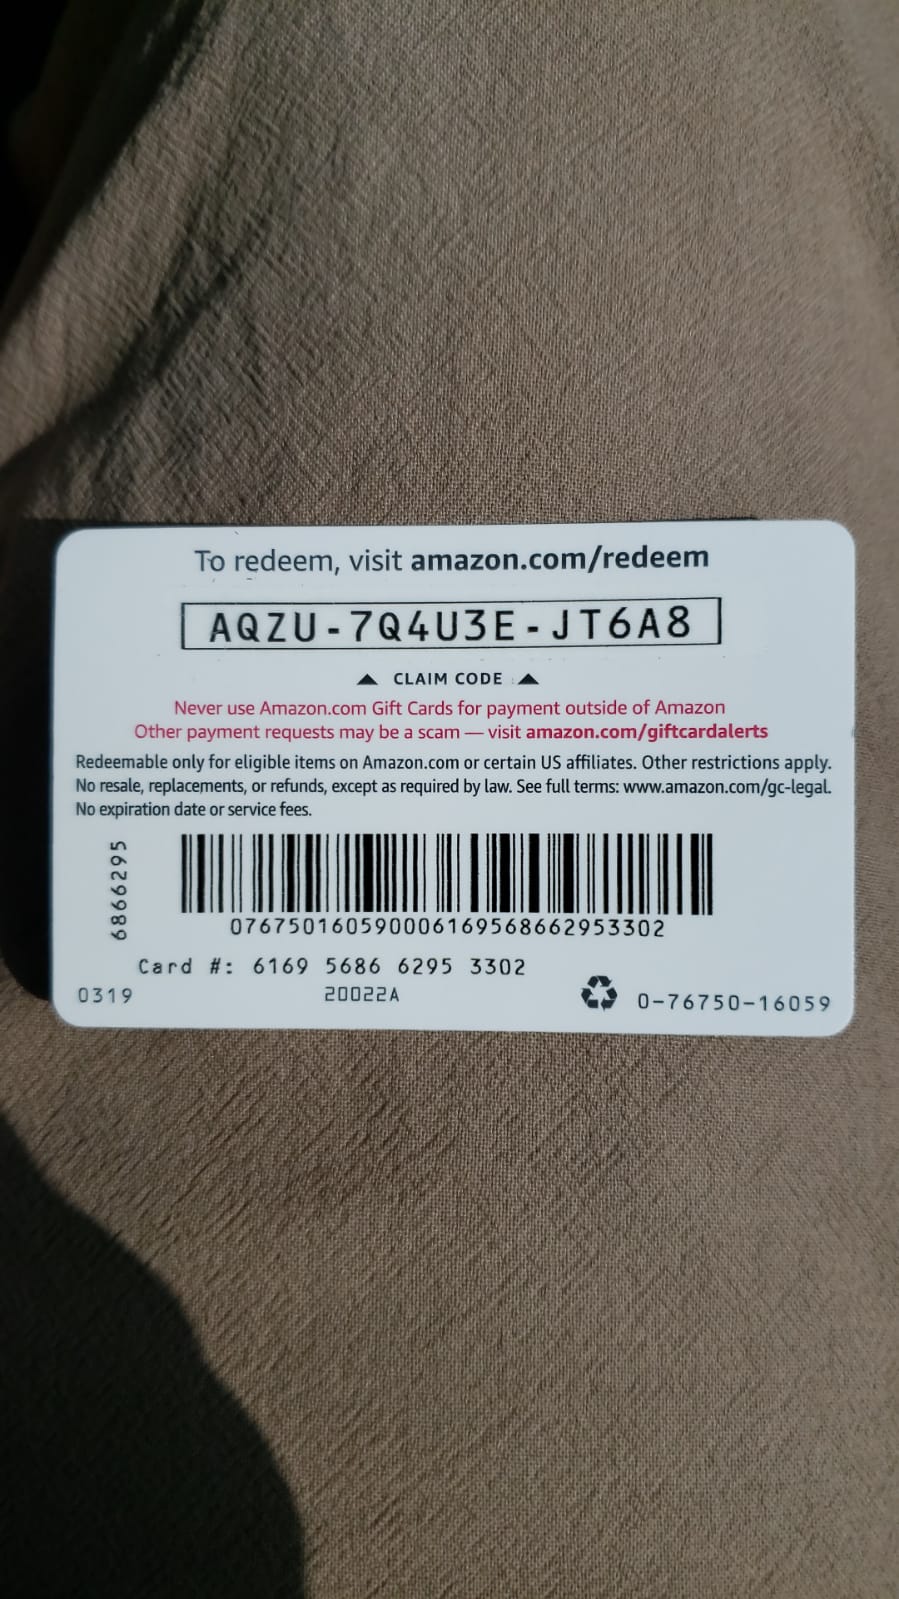 To redeem, visit amazon.com/redeem
AQZU-7Q4U3E-JT6A8
▲ CLAIM CODE ▲
Never use Amazon.com Gift Cards for payment outside of Amazon
Other payment requests may be a scam — visit amazon.com/giftcardalerts
Redeemable only for eligible items on Amazon.com or certain US affiliates. Other restrictions apply.
No resale, replacements, or refunds, except as required by law. See full terms: www.amazon.com/gc-legal.
No expiration date or service fees.
6866295
076750160590006169568662953302
Card #: 6169 5686 6295 3302
0319
20022A
0-76750-16059